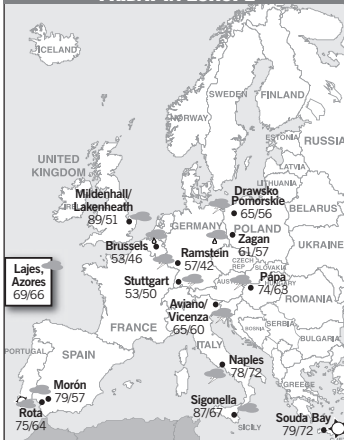 ICELAND
SWEDEN
FINLAND
NORWAY
ESTONIA
RUSSIA
LATVIA
LITHUANIA
UNITED
KINGDOM
Mildenhall/
Lakenheath
89/51
Drawsko
Pomorskie
65/56
BELARUS
GERMANY
POLAND
Zagan
61/57
Brussels
53/46
Ramstein
57/42
UKRAINE
CZECH
REP
SLOVAKIA
Lajes,
Azores
69/66
Stuttgart
53/50
Pápa
74/63
HUNGARY
Aviano/
Vicenza
65/60
ROMANIA
FRANCE
BOSNIA
SERBIA
BULGARIA
ITALY
PORTUGAL
SPAIN
Naples
78/72
Morón
79/57
GREECE
Rota
75/64
Sigonella
87/67
SICILY
Souda Bay
79/72